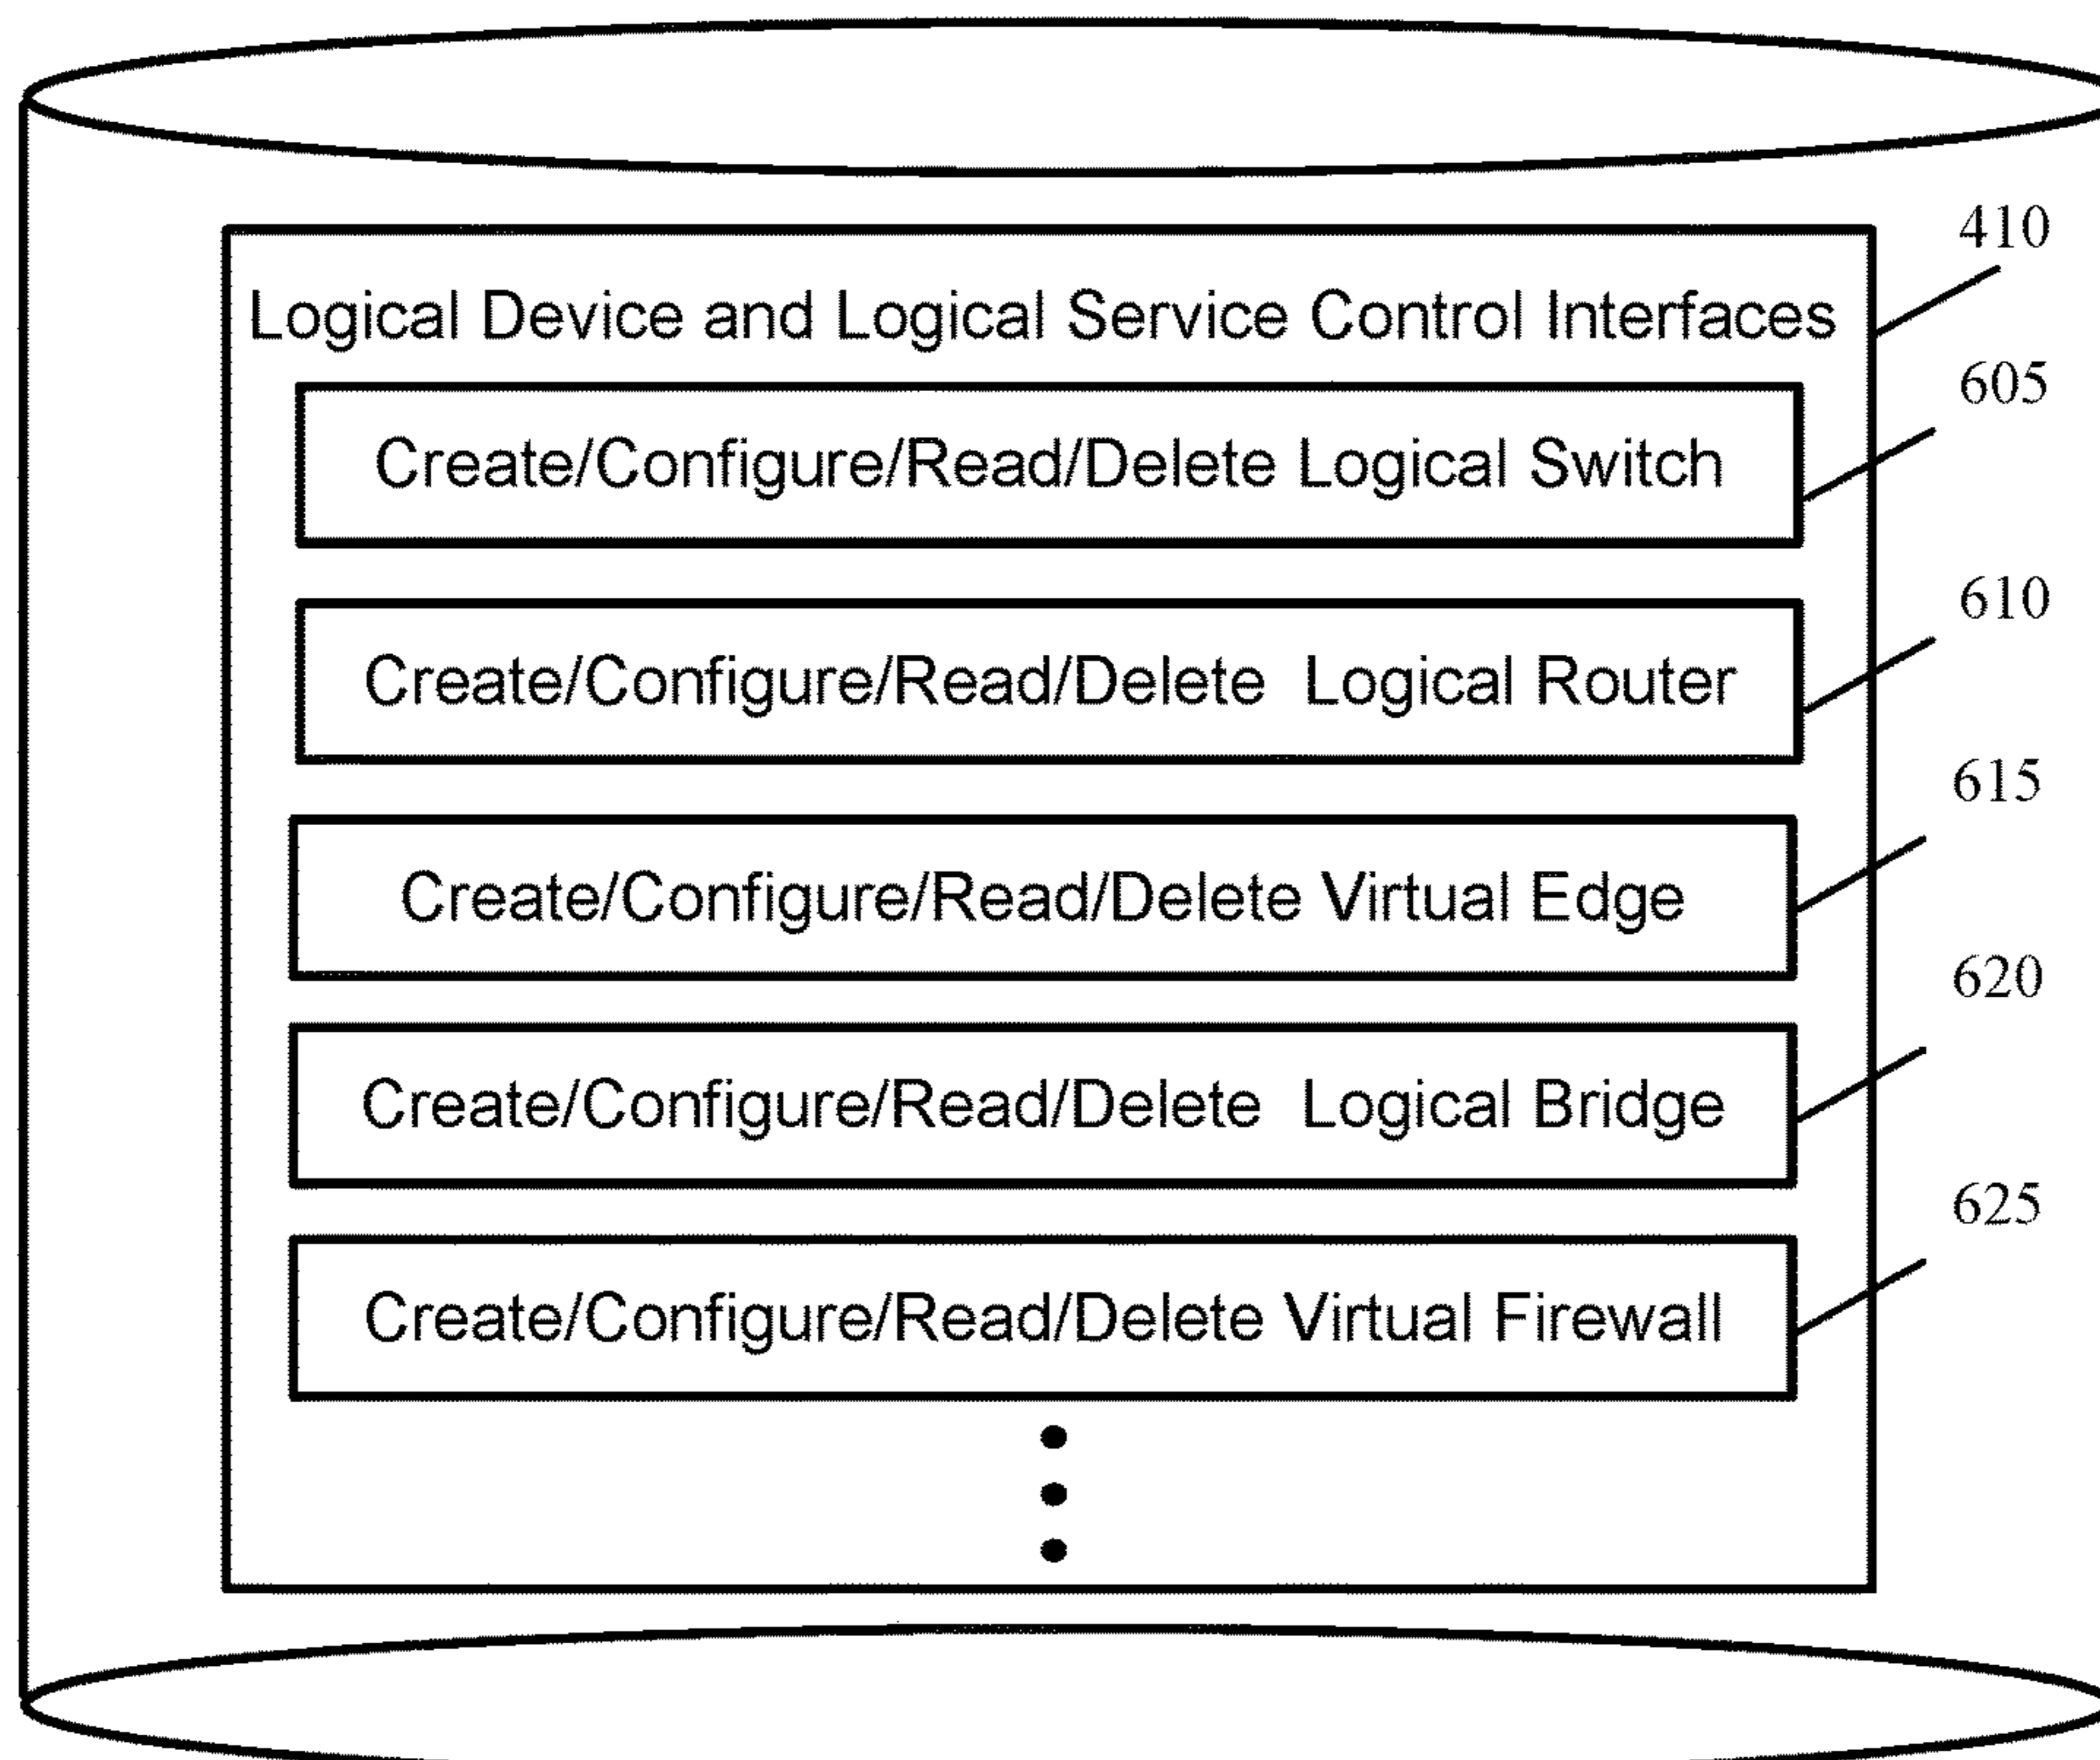 410
Logical Device and Logical Service Control Interfaces
605
Create/Configure/Read/Delete Logical Switch
610
Create/Configure/Read/Delete Logical Router
615
Create/Configure/Read/Delete Virtual Edge
620
Create/Configure/Read/Delete Logical Bridge
625
Create/Configure/Read/Delete Virtual Firewall